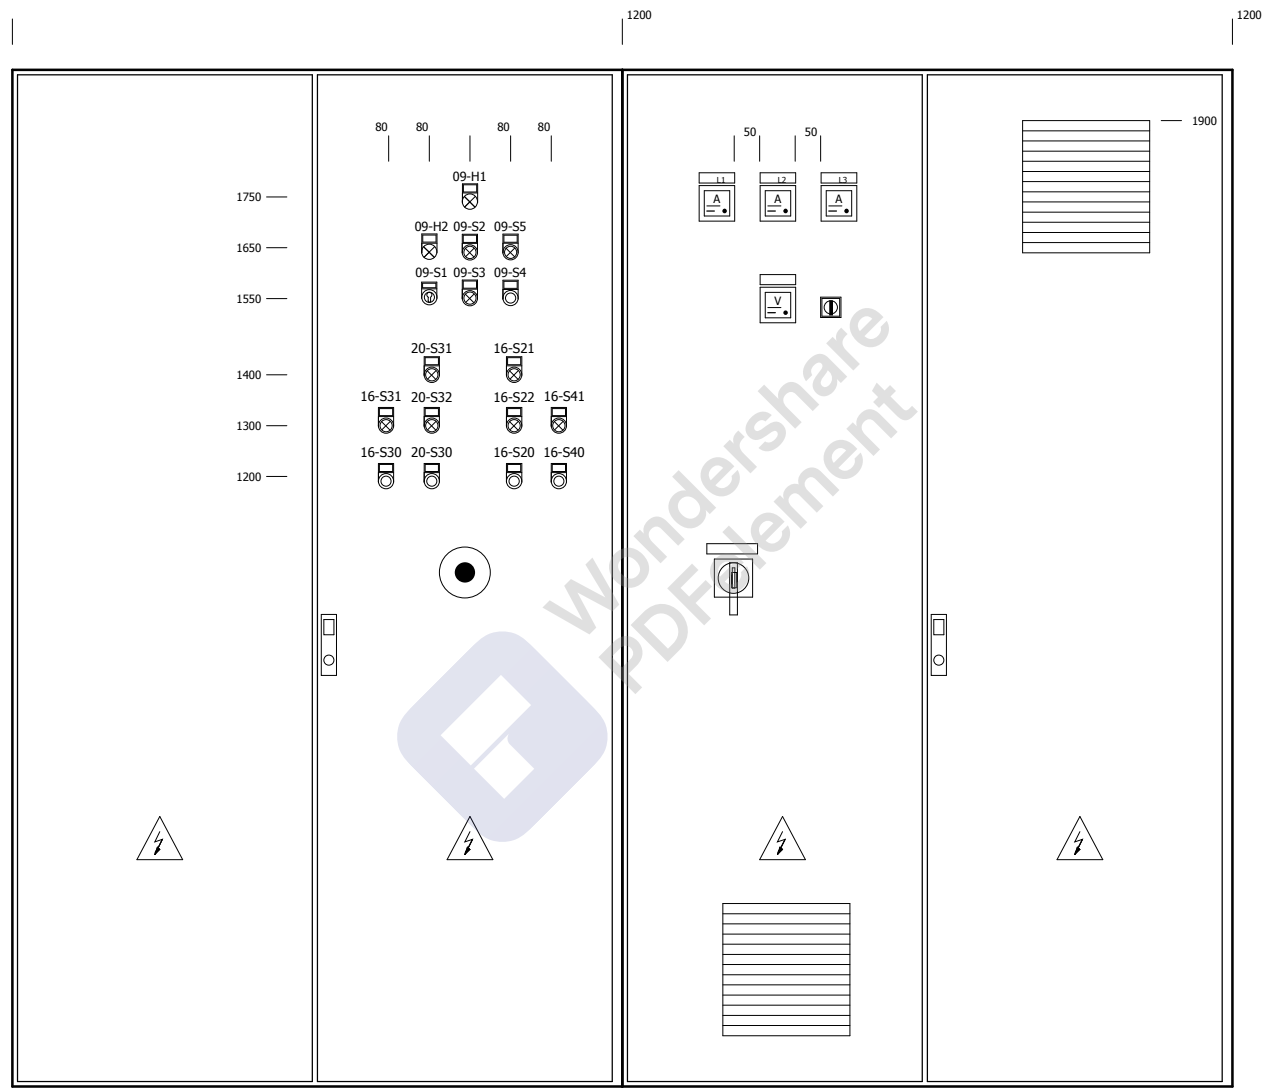 1200 1200
80 80 80 80
50 50
1900
09-H1
L1 L2 L3
1750
A A A
09-H2 09-S2 09-S5
1650
09-S1 09-S3 09-S4
1550
V
20-S31 16-S21
1400
16-S31 20-S32 16-S22 16-S41
1300
16-S30 20-S30 16-S20 16-S40
1200
Wondershare
PDFelement